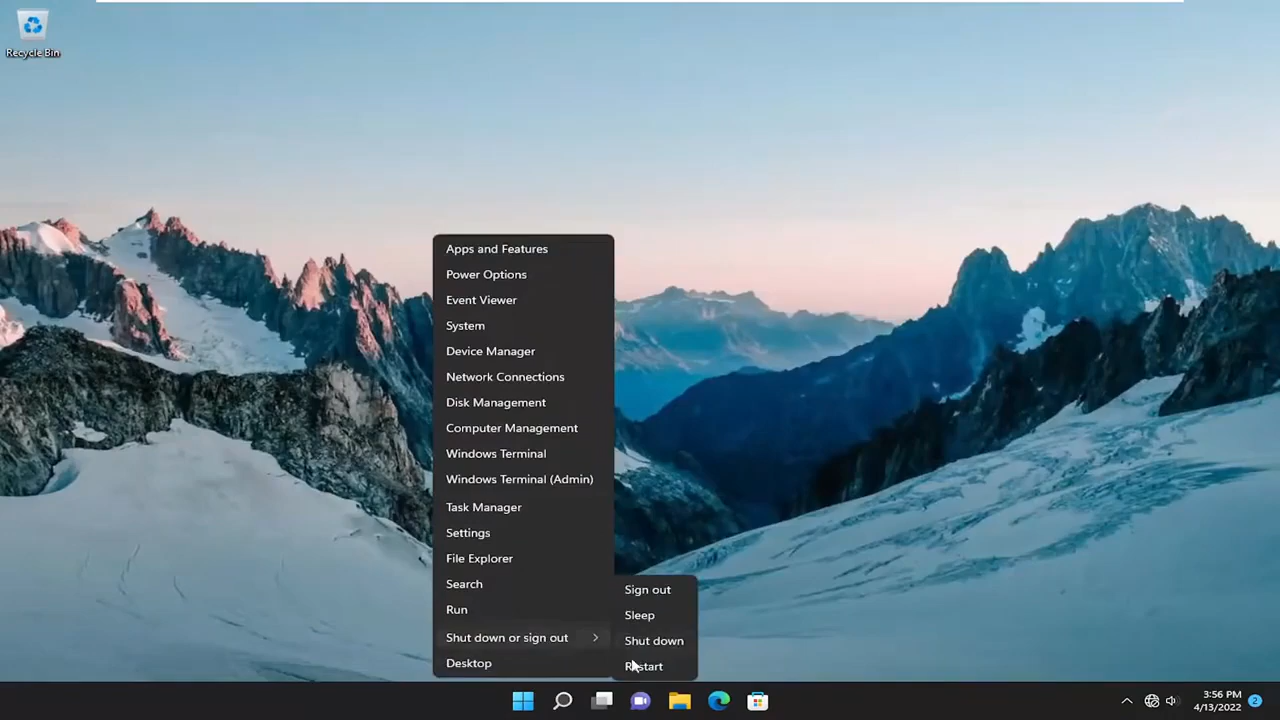 Recycle Bin
Apps and Features
Power Options
Event Viewer
System
Device Manager
Network Connections
Disk Management
Computer Management
Windows Terminal
Windows Terminal (Admin)
Task Manager
Settings
File Explorer
Search
Run
Shut down or sign out
Desktop
Sign out
Sleep
Shut down
Restart
3:56 PM
4/13/2022
2